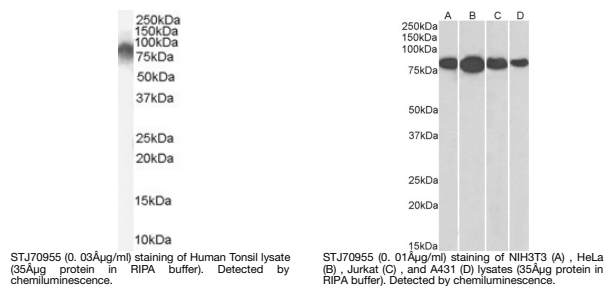 250kDa
150kDa
100kDa
75kDa
50kDa
37kDa
25kDa
20kDa
15kDa
10kDa
STJ70955 (0. 03Âµg/ml) staining of Human Tonsil lysate
(35Âµg protein in RIPA buffer). Detected by
chemiluminescence.
A B C D
250kDa
150kDa
100kDa
75kDa
50kDa
37kDa
25kDa
20kDa
15kDa
STJ70955 (0. 01Âµg/ml) staining of NIH3T3 (A) , HeLa
(B) , Jurkat (C) , and A431 (D) lysates (35Âµg protein in
RIPA buffer). Detected by chemiluminescence.